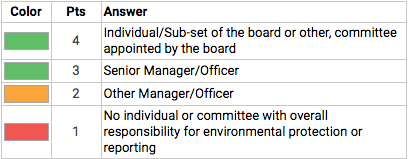 Color Pts Answer
4 Individual/Sub-set of the board or other, committee
appointed by the board
3 Senior Manager/Officer
2 Other Manager/Officer
1 No individual or committee with overall
responsibility for environmental protection or
reporting